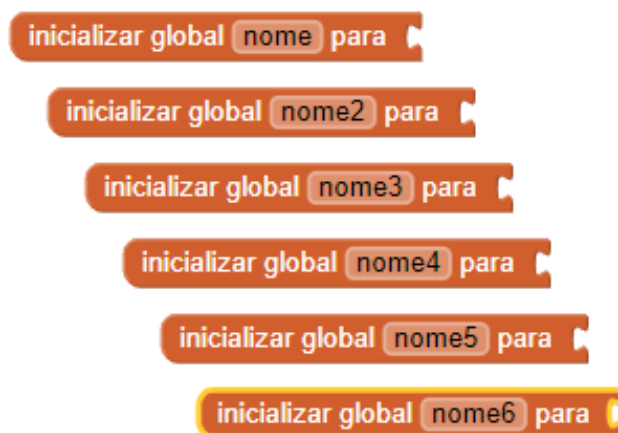 inicializar global nome para
inicializar global nome2 para
inicializar global nome3 para
inicializar global nome4 para
inicializar global nome5 para
inicializar global nome6 para